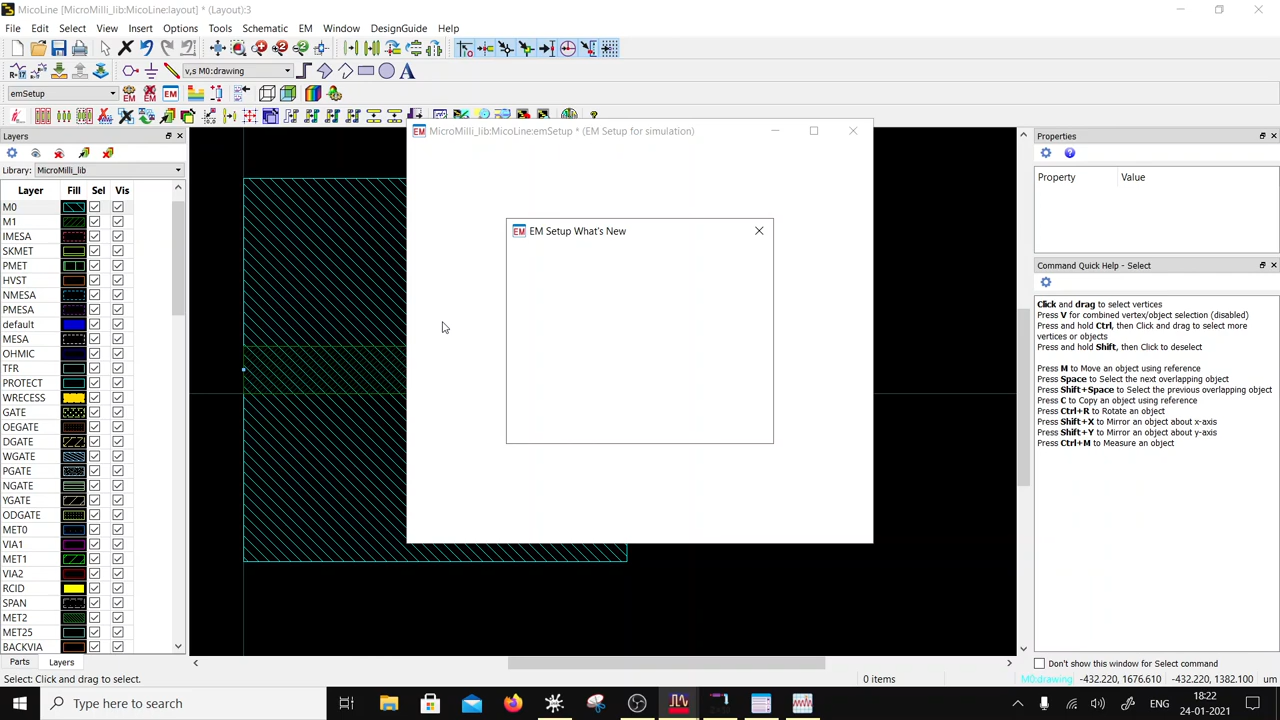 MicoLine [MicroMilli_lib:MicoLine:layout] * (Layout):3
File Edit Select View Insert Options Tools Schematic EM Window DesignGuide Help
v,s M0:drawing
emSetup
EM
Layers
Library: MicroMilli_lib
Layer Fill Sel Vis
M0
M1
IMESA
SKMET
PMET
HVST
NMESA
PMESA
default
MESA
OHMIC
TFR
PROTECT
WRECESS
GATE
OEGATE
DGATE
WGATE
PGATE
NGATE
YGATE
ODGATE
MET0
VIA1
MET1
VIA2
RCID
SPAN
MET2
MET25
BACKVIA
Parts Layers
EM MicroMilli_lib:MicoLine:emSetup * (EM Setup for simulation)
EM EM Setup What's New
Properties
Property Value
Command Quick Help - Select
Click and drag to select vertices
Press V for combined vertex/object selection (disabled)
Press and hold Ctrl, then Click and drag to select more
vertices or objects
Press and hold Shift, then Click to deselect
Press M to Move an object using reference
Press Space to Select the next overlapping object
Press Shift+Space to Select the previous overlapping object
Press C to Copy an object using reference
Press Ctrl+R to Rotate an object
Press Shift+X to Mirror an object about x-axis
Press Shift+Y to Mirror an object about y-axis
Press Ctrl+M to Measure an object
Don't show this window for Select command
Select: Click and drag to select. 0 items M0:drawing -432.220, 1676.610 -432.220, 1382.100 um
Type here to search
ENG
18:22
24-01-2021